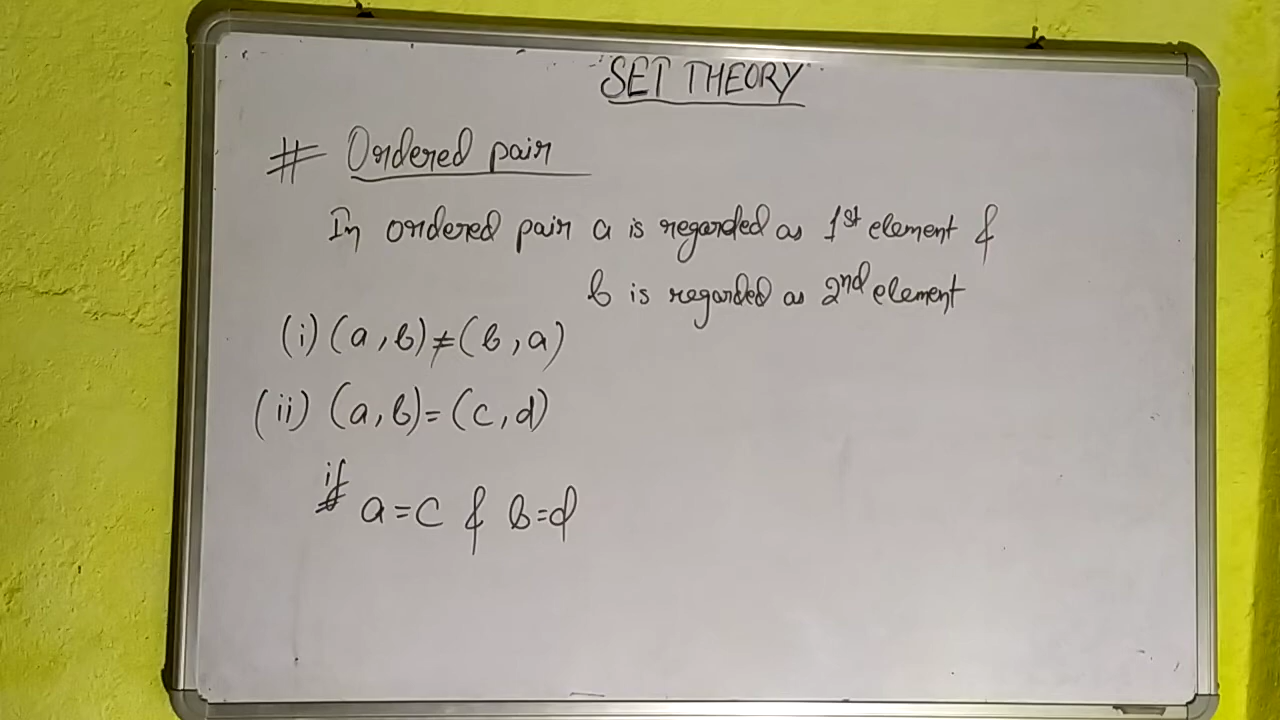 SET THEORY
# Ordered pair
In ordered pair a is regarded as 1st element &
b is regarded as 2nd element
(i) (a, b) ≠ (b, a)
(ii) (a, b) = (c, d)
if
a = c & b = d